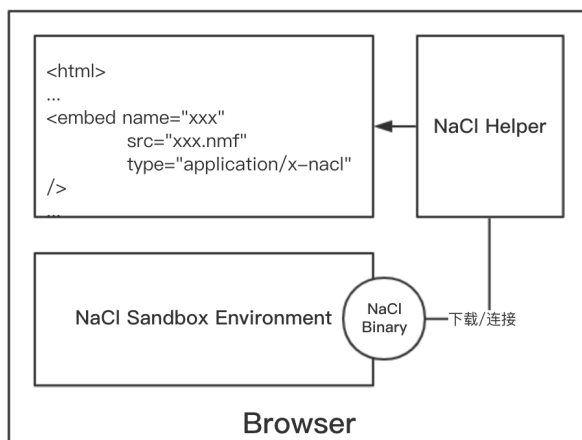 <html>
...
<embed name="xxx"
src="xxx.nmf"
type="application/x-nacl"
/>
...
NaCl Helper
NaCl Sandbox Environment
NaCl
Binary
下载/连接
Browser